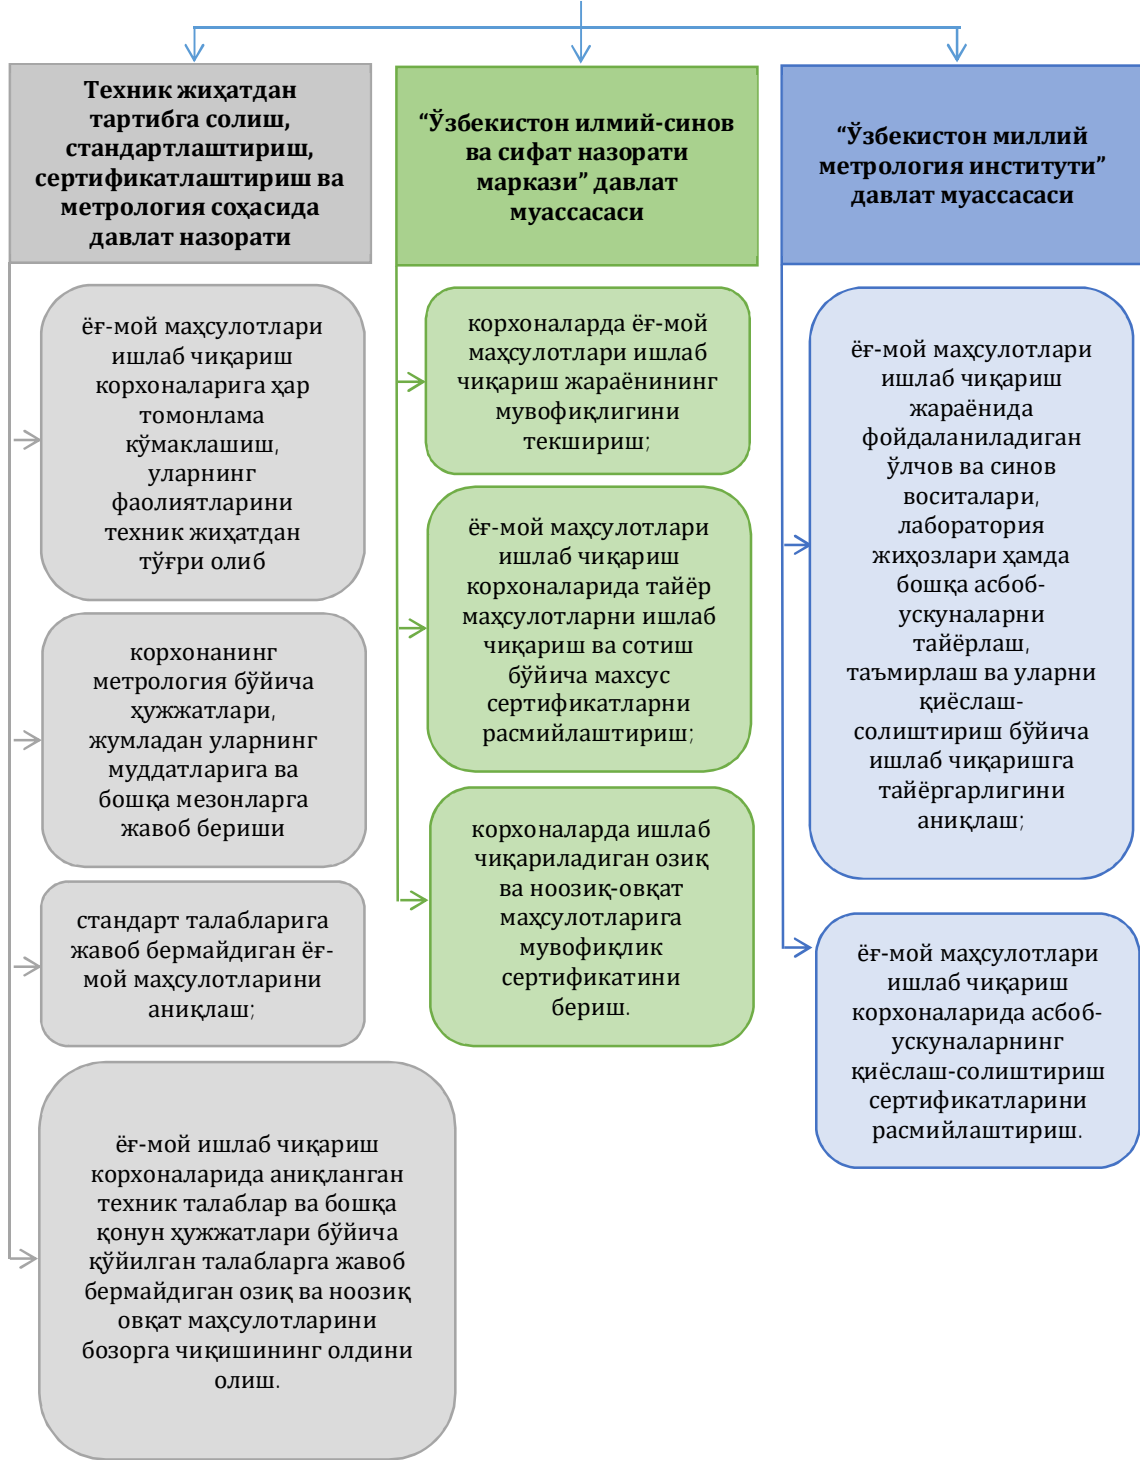 Техник жиҳатдан
тартибга солиш,
стандартлаштириш,
сертификатлаштириш ва
метрология соҳасида
давлат назорати
ёғ-мой маҳсулотлари
ишлаб чиқариш
корхоналарига ҳар
томонлама
кўмаклашиш,
уларнинг
фаолиятларини
техник жиҳатдан
тўғри олиб
корхонанинг
метрология бўйича
ҳужжатлари,
жумладан уларнинг
муддатларига ва
бошқа мезонларга
жавоб бериши
стандарт талабларига
жавоб бермайдиган ёғ-
мой маҳсулотларини
аниқлаш;
ёғ-мой ишлаб чиқариш
корхоналарида аниқланган
техник талаблар ва бошқа
қонун ҳужжатлари бўйича
қўйилган талабларга жавоб
бермайдиган озиқ ва ноозиқ
овқат маҳсулотларини
бозорга чиқишининг олдини
олиш.
“Ўзбекистон илмий-синов
ва сифат назорати
маркази” давлат
муассасаси
корхоналарда ёғ-мой
маҳсулотлари ишлаб
чиқариш жараёнининг
мувофиқлигини
текшириш;
ёғ-мой маҳсулотлари
ишлаб чиқариш
корхоналарида тайёр
маҳсулотларни ишлаб
чиқариш ва сотиш
бўйича махсус
сертификатларни
расмийлаштириш;
корхоналарда ишлаб
чиқариладиган озиқ
ва ноозиқ-овқат
маҳсулотларига
мувофиқлик
сертификатини
бериш.
“Ўзбекистон миллий
метрология институти”
давлат муассасаси
ёғ-мой маҳсулотлари
ишлаб чиқариш
жараёнида
фойдаланиладиган
ўлчов ва синов
воситалари,
лаборатория
жиҳозлари ҳамда
бошқа асбоб-
ускуналарни
тайёрлаш,
таъмирлаш ва уларни
қиёслаш-
солиштириш бўйича
ишлаб чиқаришга
тайёргарлигини
аниқлаш;
ёғ-мой маҳсулотлари
ишлаб чиқариш
корхоналарида асбоб-
ускуналарнинг
қиёслаш-солиштириш
сертификатларини
расмийлаштириш.